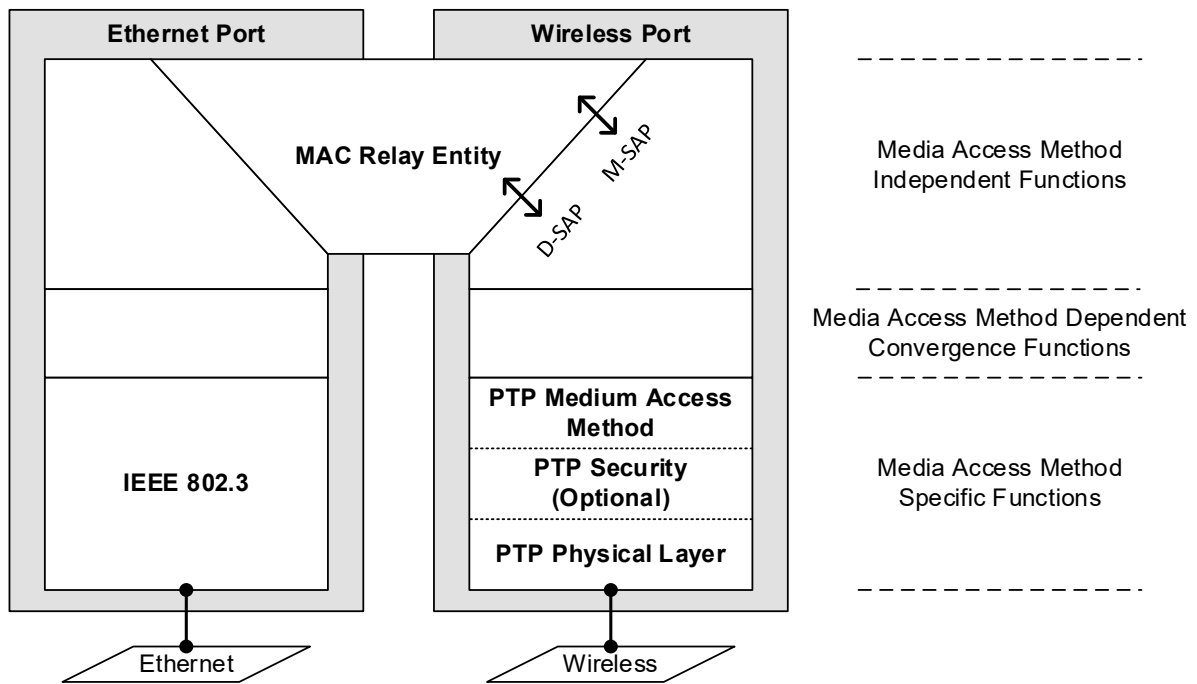 Ethernet Port
Wireless Port
MAC Relay Entity
M-SAP
D-SAP
Media Access Method
Independent Functions
Media Access Method Dependent
Convergence Functions
IEEE 802.3
PTP Medium Access
Method
PTP Security
(Optional)
PTP Physical Layer
Media Access Method
Specific Functions
Ethernet
Wireless